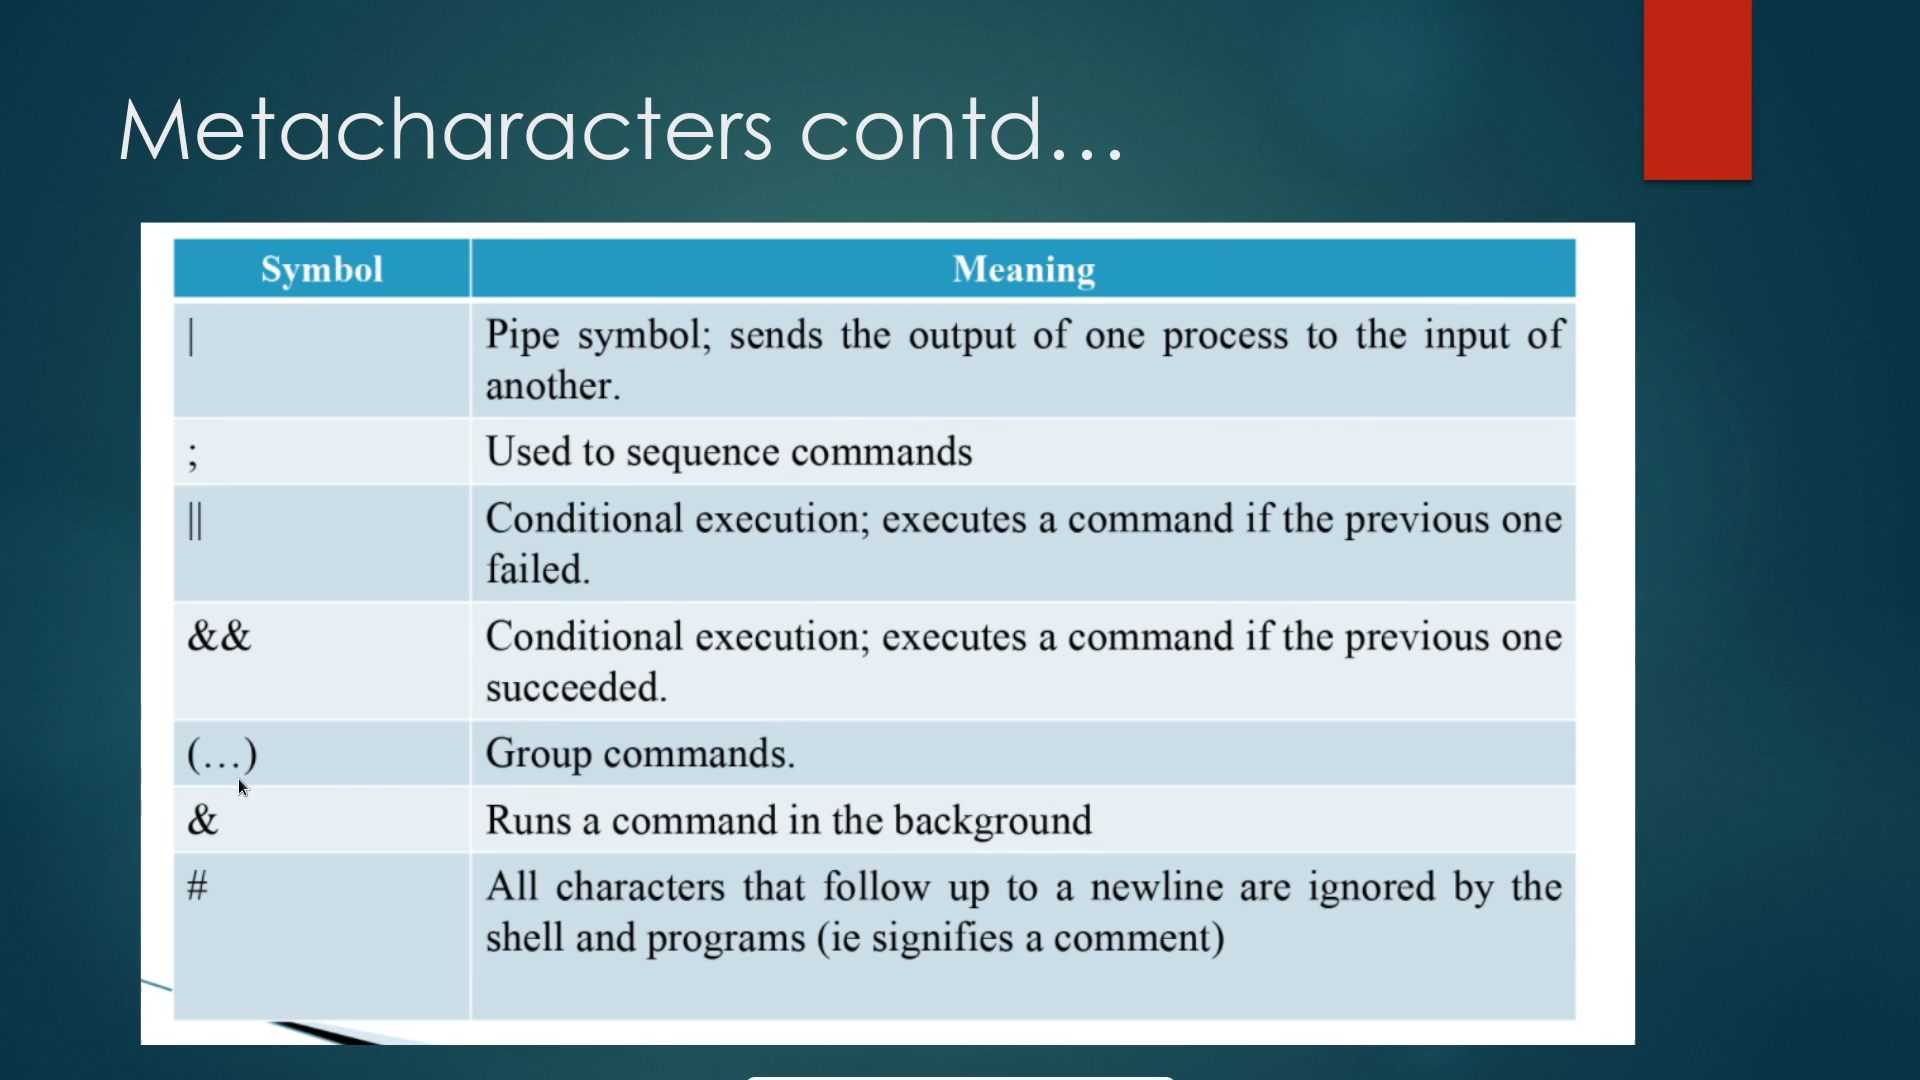 Metacharacters contd...
Symbol
Meaning
|
Pipe symbol; sends the output of one process to the input of
another.
;
Used to sequence commands
||
Conditional execution; executes a command if the previous one
failed.
&&
Conditional execution; executes a command if the previous one
succeeded.
(...)
Group commands.
&
Runs a command in the background
#
All characters that follow up to a newline are ignored by the
shell and programs (ie signifies a comment)